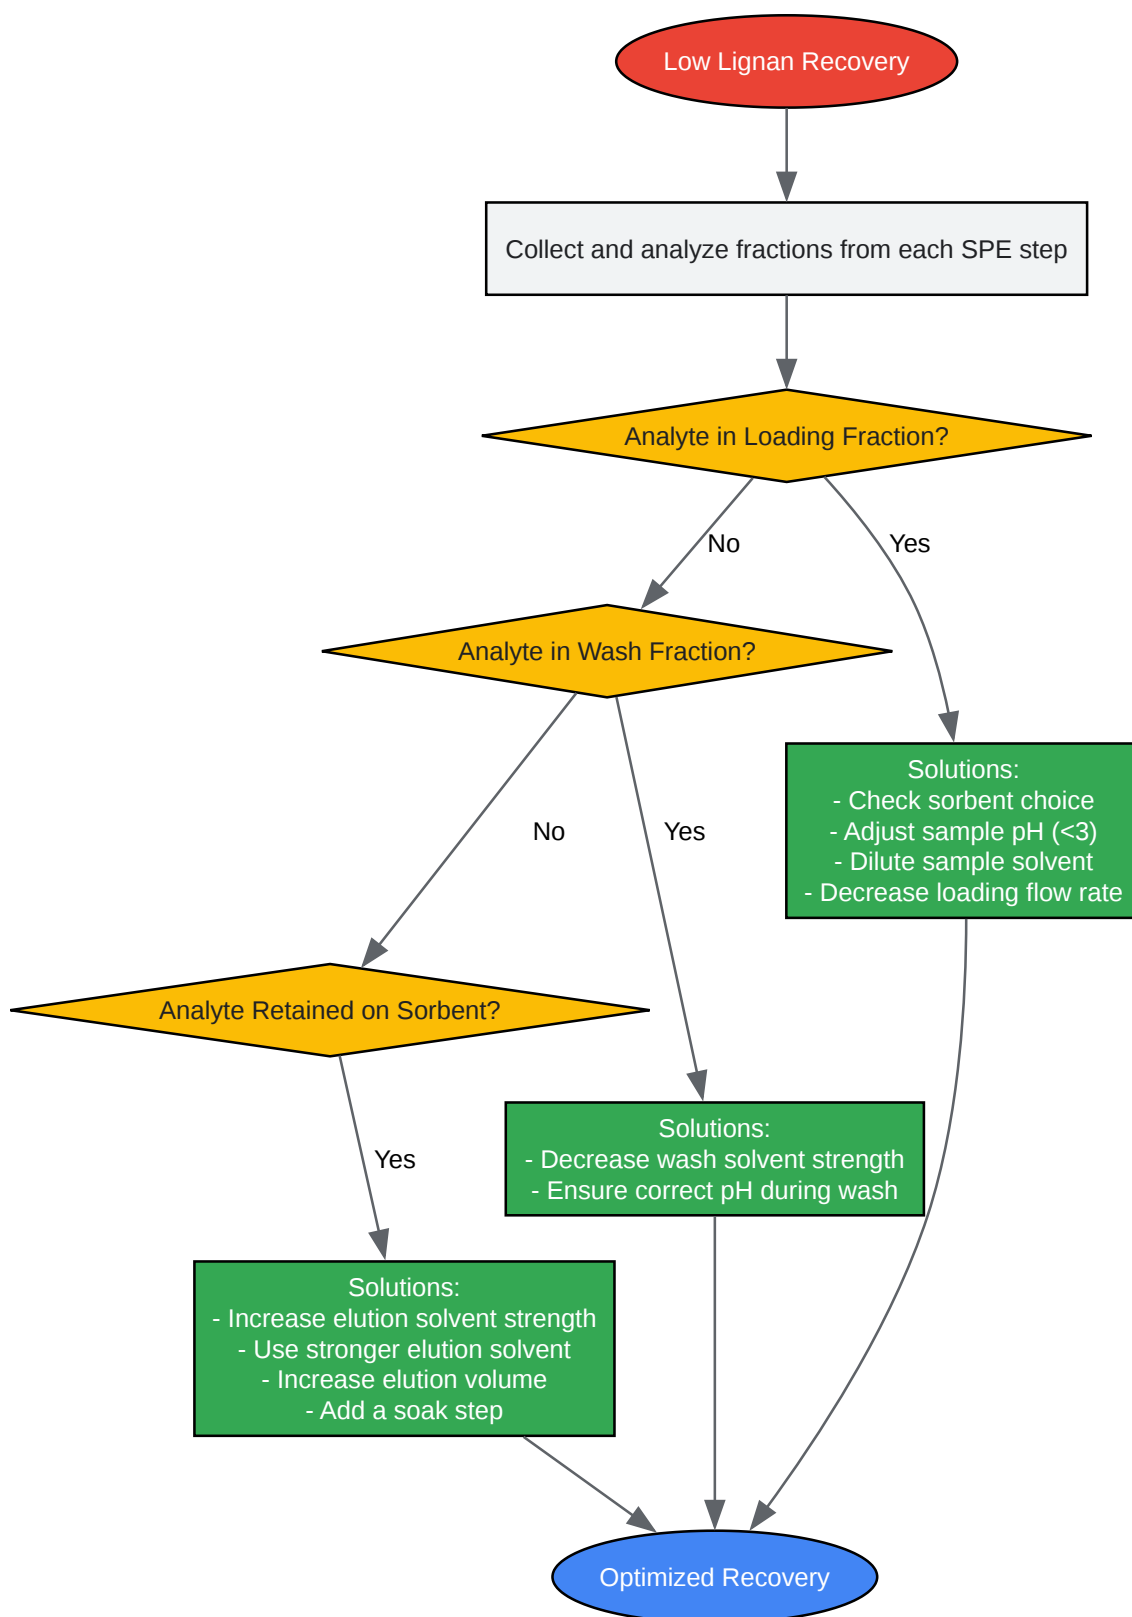 Low Lignan Recovery
Collect and analyze fractions from each SPE step
Analyte in Loading Fraction?
No
Yes
Analyte in Wash Fraction?
Solutions:
- Check sorbent choice
- Adjust sample pH (<3)
- Dilute sample solvent
- Decrease loading flow rate
No
Yes
Analyte Retained on Sorbent?
Yes
Solutions:
- Decrease wash solvent strength
- Ensure correct pH during wash
Solutions:
- Increase elution solvent strength
- Use stronger elution solvent
- Increase elution volume
- Add a soak step
Optimized Recovery